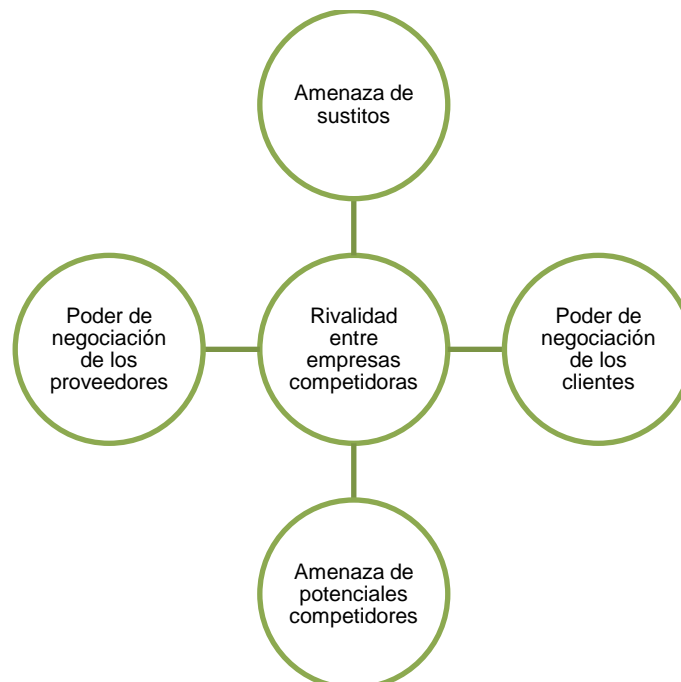 Amenaza de
sustitos
Poder de
negociación
de los
proveedores
Rivalidad
entre
empresas
competidoras
Poder de
negociación
de los
clientes
Amenaza de
potenciales
competidores